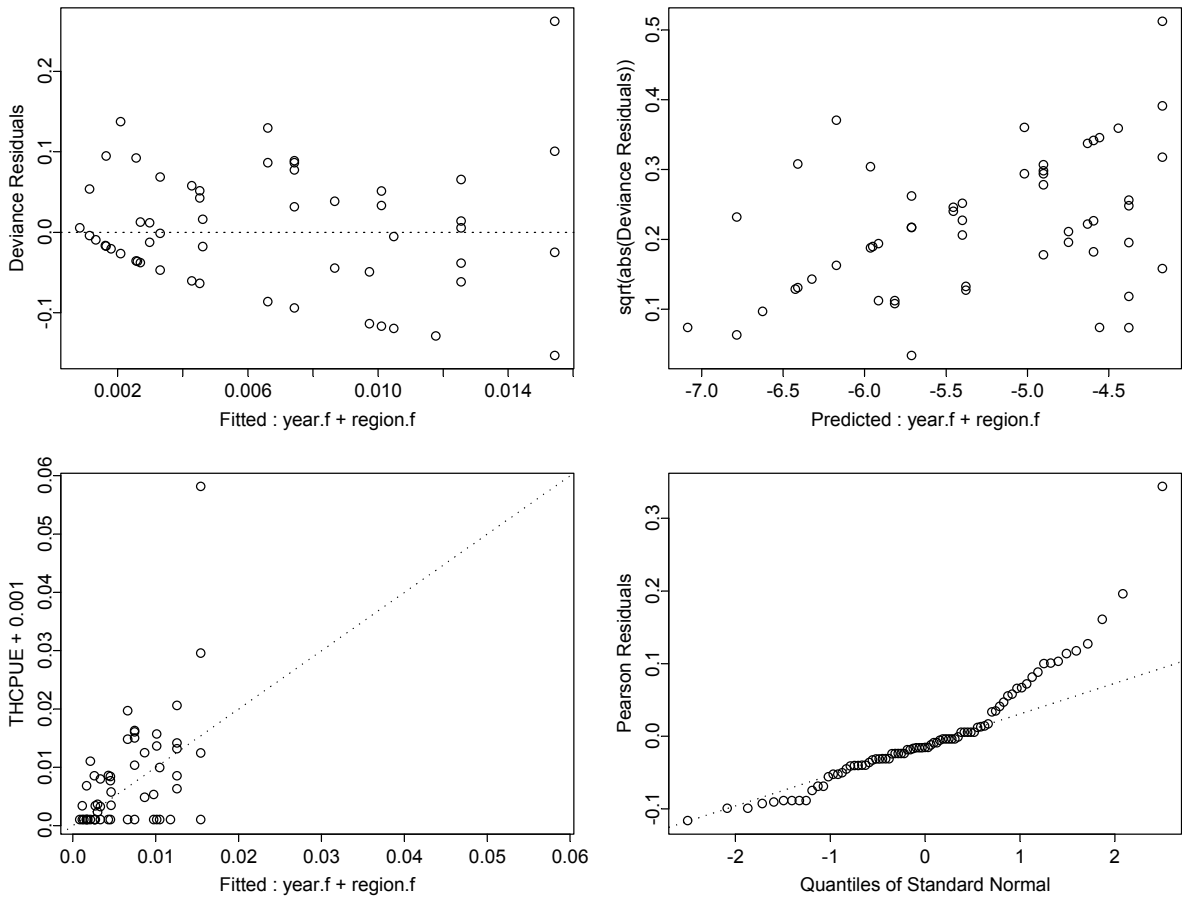 Deviance Residuals
-0.1 0.0 0.1 0.2
0.002 0.006 0.010 0.014
Fitted : year.f + region.f
sqrt(abs(Deviance Residuals))
0.1 0.2 0.3 0.4 0.5
-7.0 -6.5 -6.0 -5.5 -5.0 -4.5
Predicted : year.f + region.f
THCPUE + 0.001
0.0 0.01 0.02 0.03 0.04 0.05 0.06
0.0 0.01 0.02 0.03 0.04 0.05 0.06
Fitted : year.f + region.f
Pearson Residuals
-0.1 0.0 0.1 0.2 0.3
-2 -1 0 1 2
Quantiles of Standard Normal